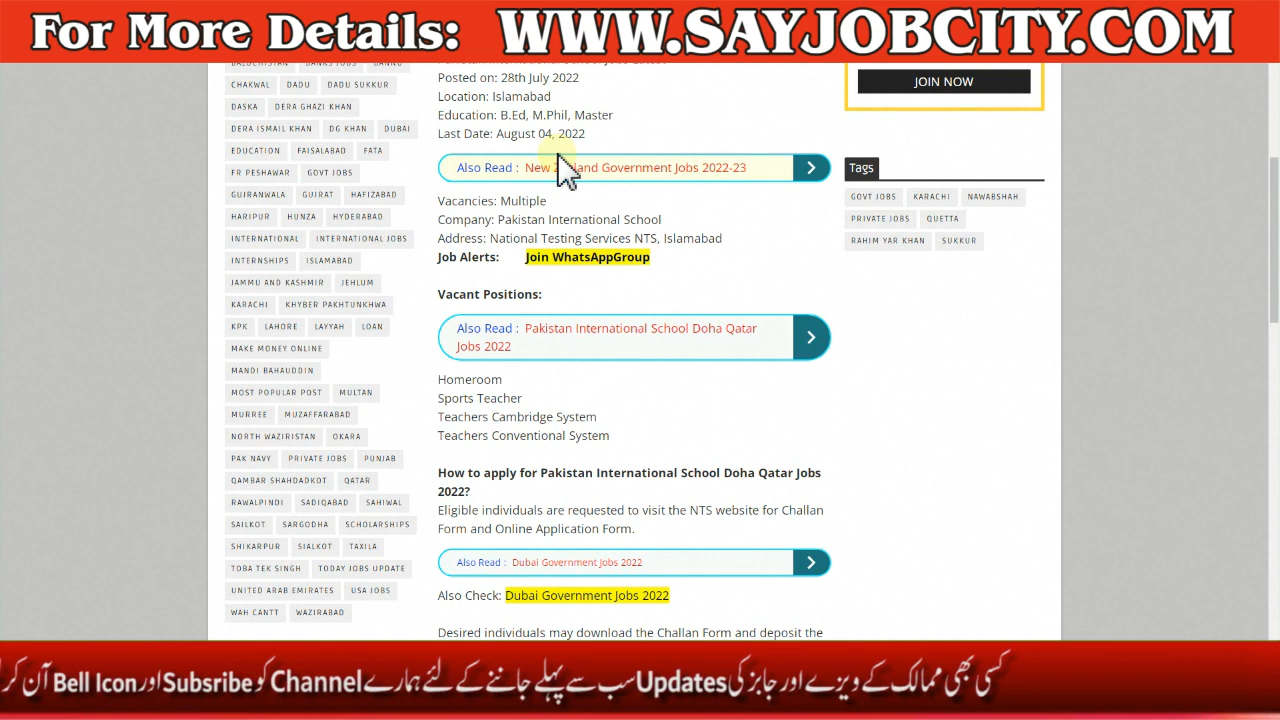 For More Details: WWW.SAYJOBCITY.COM
CHAKWAL DADU DADU SUKKUR
DASKA DERA GHAZI KHAN
DERA ISMAIL KHAN DG KHAN DUBAI
EDUCATION FAISALABAD FATA
FR PESHAWAR GOVT JOBS
GUJRANWALA GUJRAT HAFIZABAD
HARIPUR HUNZA HYDERABAD
INTERNATIONAL INTERNATIONAL JOBS
INTERNSHIPS ISLAMABAD
JAMMU AND KASHMIR JEHLUM
KARACHI KHYBER PAKHTUNKHWA
KPK LAHORE LAYYAH LOAN
MAKE MONEY ONLINE
MANDI BAHAUDDIN
MOST POPULAR POST MULTAN
MURREE MUZAFFARABAD
NORTH WAZIRISTAN OKARA
PAK NAVY PRIVATE JOBS PUNJAB
QAMBAR SHAHDADKOT QATAR
RAWALPINDI SADIQABAD SAHIWAL
SAILKOT SARGODHA SCHOLARSHIPS
SHIKARPUR SIALKOT TAXILA
TOBA TEK SINGH TODAY JOBS UPDATE
UNITED ARAB EMIRATES USA JOBS
WAH CANTT WAZIRABAD
Posted on: 28th July 2022
Location: Islamabad
Education: B.Ed, M.Phil, Master
Last Date: August 04, 2022
Also Read : New Government Jobs 2022-23
Vacancies: Multiple
Company: Pakistan International School
Address: National Testing Services NTS, Islamabad
Job Alerts: Join WhatsAppGroup
Vacant Positions:
Also Read : Pakistan International School Doha Qatar
Jobs 2022
Homeroom
Sports Teacher
Teachers Cambridge System
Teachers Conventional System
How to apply for Pakistan International School Doha Qatar Jobs
2022?
Eligible individuals are requested to visit the NTS website for Challan
Form and Online Application Form.
Also Read : Dubai Government Jobs 2022
Also Check: Dubai Government Jobs 2022
Desired individuals may download the Challan Form and deposit the
JOIN NOW
Tags
GOVT JOBS KARACHI NAWABSHAH
PRIVATE JOBS QUETTA
RAHIM YAR KHAN SUKKUR
کسی بھی ممالک کے ویزے اور جابز کی Updates سب سے پہلے جاننے کے لئے ہمارے Channel کو Subsribe اور Bell Icon آن کر